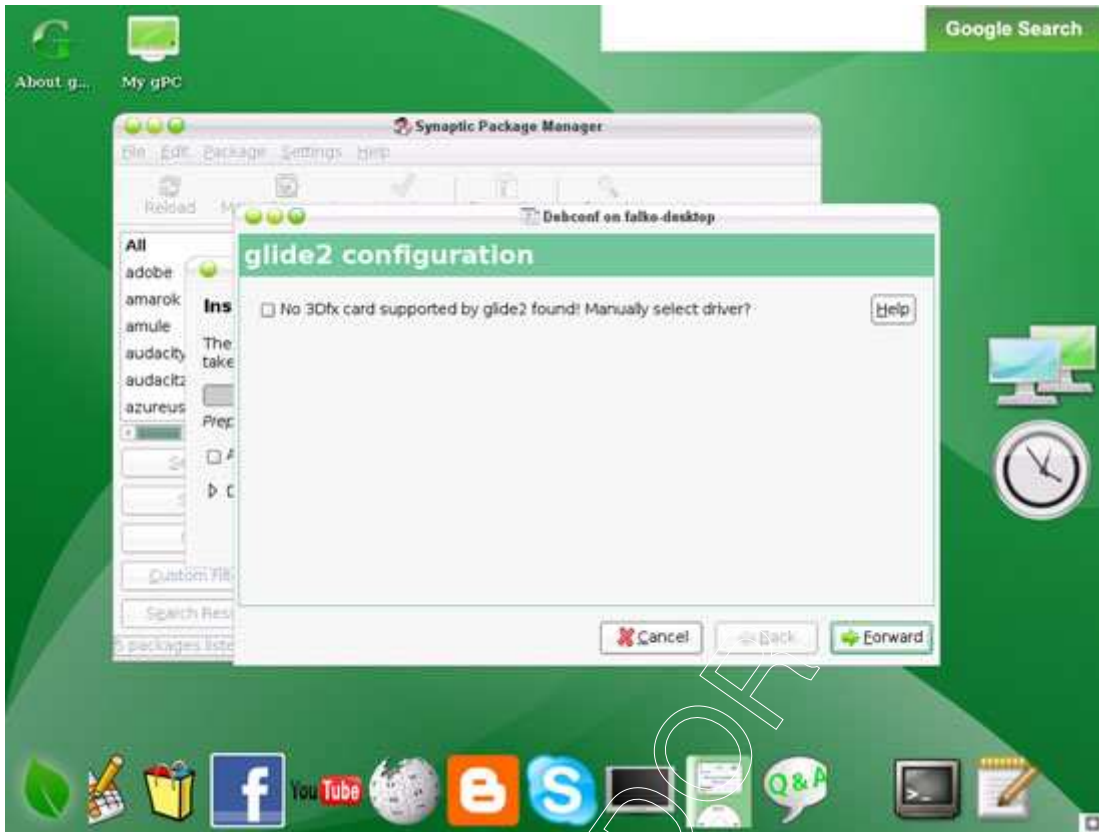 Google Search
About g...
My gPC
Synaptic Package Manager
File Edit Package Settings Help
Reload
Debconf on falko-desktop
glide2 configuration
No 3Dfx card supported by glide2 found! Manually select driver?
Help
All
adobe
amarok
amule
audacity
audacitz
azureus
Ins
The
take
Prep
Custom Filt
Search Res
5 packages liste
Cancel
Back
Forward
f
You Tube
B
S
Q&A